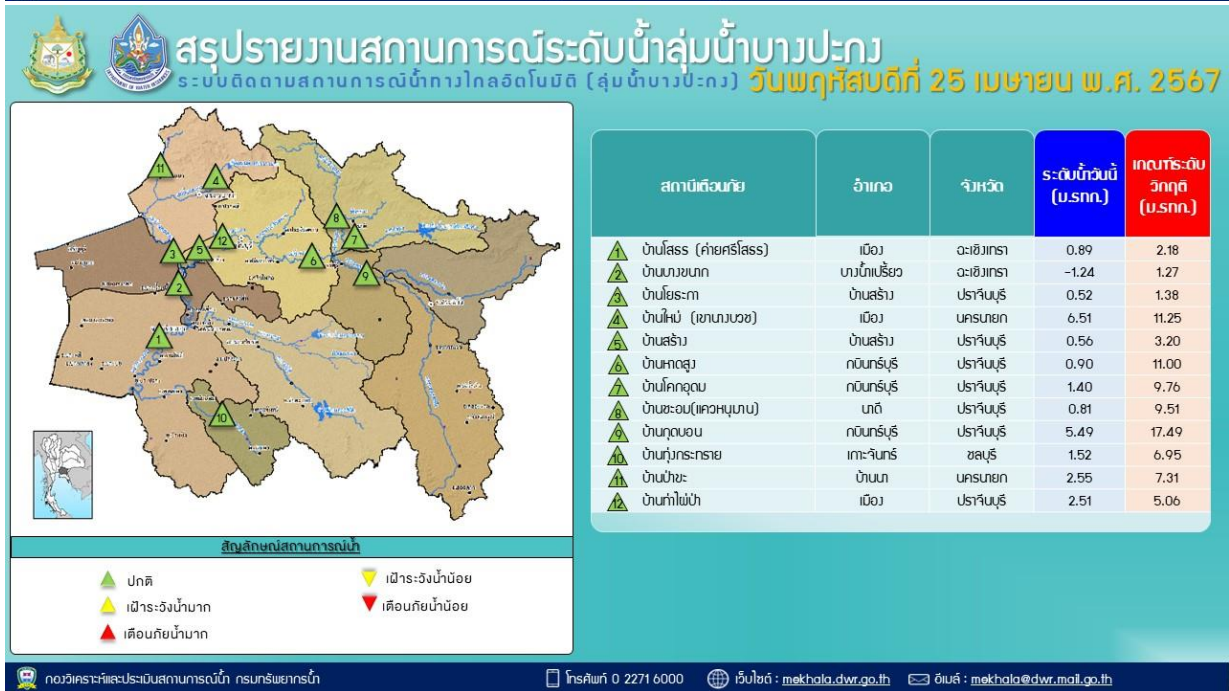 สรุปรายงานสถานการณ์ระดับน้ำลุ่มน้ำบางปะกง
ระบบติดตามสถานการณ์น้ำทางไกลอัตโนมัติ (ลุ่มน้ำบางปะกง) วันพฤหัสบดีที่ 25 เมษายน พ.ศ. 2567
11
4
8
12
7
3
5
6
9
2
1
10
สัญลักษณ์สถานการณ์น้ำ
ปกติ
เฝ้าระวังน้ำน้อย
เฝ้าระวังน้ำมาก
เตือนภัยน้ำน้อย
เตือนภัยน้ำมาก
สถานีเตือนภัย อำเภอ จังหวัด ระดับน้ำวันนี้ (ม.รทก.) เกณฑ์ระดับวิกฤติ (ม.รทก.)
1 บ้านโสธร (ค่ายศรีโสธร) เมือง ฉะเชิงเทรา 0.89 2.18
2 บ้านบางขนาก บางน้ำเปรี้ยว ฉะเชิงเทรา -1.24 1.27
3 บ้านโยธะกา บ้านสร้าง ปราจีนบุรี 0.52 1.38
4 บ้านใหม่ (เขานางบวช) เมือง นครนายก 6.51 11.25
5 บ้านสร้าง บ้านสร้าง ปราจีนบุรี 0.56 3.20
6 บ้านหาดสูง กบินทร์บุรี ปราจีนบุรี 0.90 11.00
7 บ้านโคกอุดม กบินทร์บุรี ปราจีนบุรี 1.40 9.76
8 บ้านซะอม(แควหนุมาน) นาดี ปราจีนบุรี 0.81 9.51
9 บ้านกุดบอน กบินทร์บุรี ปราจีนบุรี 5.49 17.49
10 บ้านทุ่งกระทราย เกาะจันทร์ ชลบุรี 1.52 6.95
11 บ้านป่าขะ บ้านนา นครนายก 2.55 7.31
12 บ้านท่าไผ่ป่า เมือง ปราจีนบุรี 2.51 5.06
กองวิเคราะห์และประเมินสถานการณ์น้ำ กรมทรัพยากรน้ำ โทรศัพท์ 0 2271 6000 เว็บไซต์ : mekhala.dwr.go.th อีเมล์ : mekhala@dwr.mail.go.th